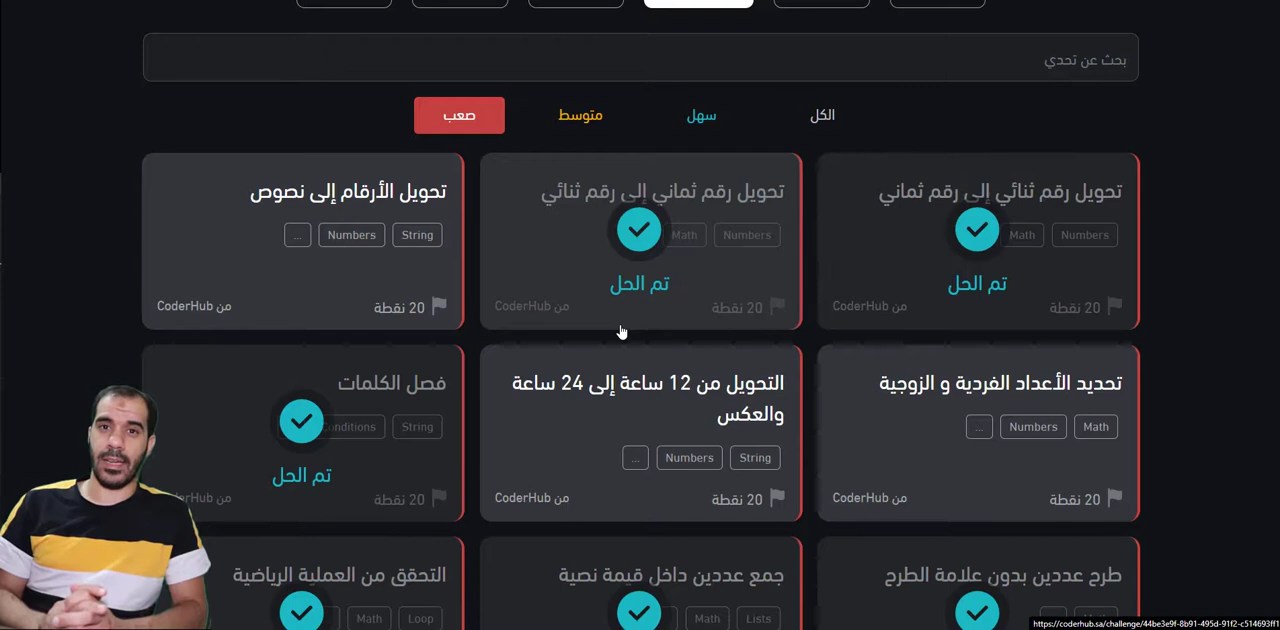 بحث عن تحدي
الكل
سهل
متوسط
صعب
تحويل رقم ثنائي إلى رقم ثماني
Numbers
Math
تم الحل
20 نقطة
من CoderHub
تحويل رقم ثماني إلى رقم ثنائي
Numbers
Math
تم الحل
20 نقطة
من CoderHub
تحويل الأرقام إلى نصوص
String
Numbers
...
20 نقطة
من CoderHub
تحديد الأعداد الفردية و الزوجية
Math
Numbers
...
20 نقطة
من CoderHub
التحويل من 12 ساعة إلى 24 ساعة
والعكس
String
Numbers
...
20 نقطة
من CoderHub
فصل الكلمات
String
تم الحل
20 نقطة
طرح عددين بدون علامة الطرح
جمع عددين داخل قيمة نصية
Lists
Math
التحقق من العملية الرياضية
Loop
Math